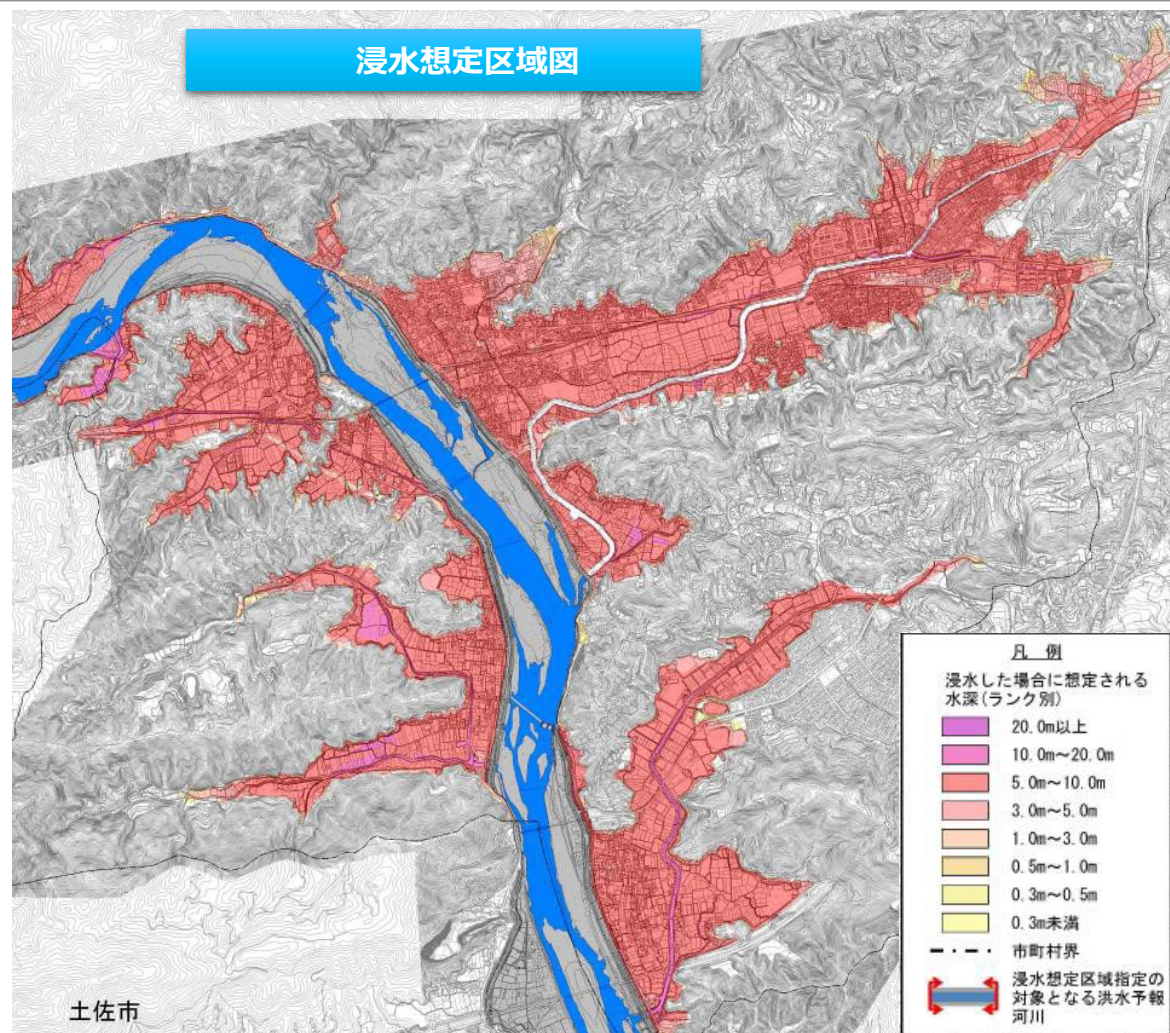 浸水想定区域図
凡 例
浸水した場合に想定される
水深(ランク別)
20.0m以上
10.0m～20.0m
5.0m～10.0m
3.0m～5.0m
1.0m～3.0m
0.5m～1.0m
0.3m～0.5m
0.3m未満
市町村界
浸水想定区域指定の
対象となる洪水予報
河川
土佐市